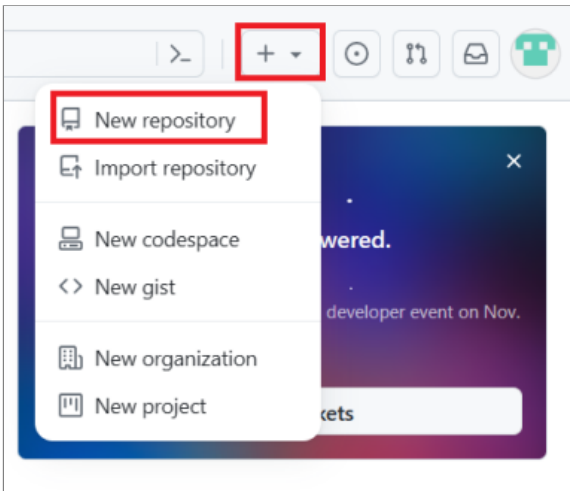 New repository
Import repository
wered.
New codespace
New gist
developer event on Nov.
New organization
New project
kets